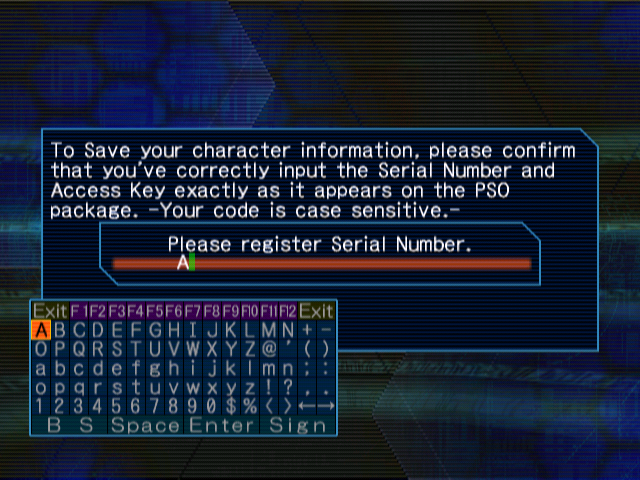 To Save your character information, please confirm
that you've correctly input the Serial Number and
Access Key exactly as it appears on the PSO
package. -Your code is case sensitive.-
Please register Serial Number.
A
Exit F1 F2 F3 F4 F5 F6 F7 F8 F9 F10 F11 F12 Exit
A B C D E F G H I J K L M N + -
O P Q R S T U V W X Y Z @ ' ( )
a b c d e f g h i j k l m n : ;
o p q r s t u v w x y z ! ? , .
1 2 3 4 5 6 7 8 9 0 $ % < > ← →
B S Space Enter Sign